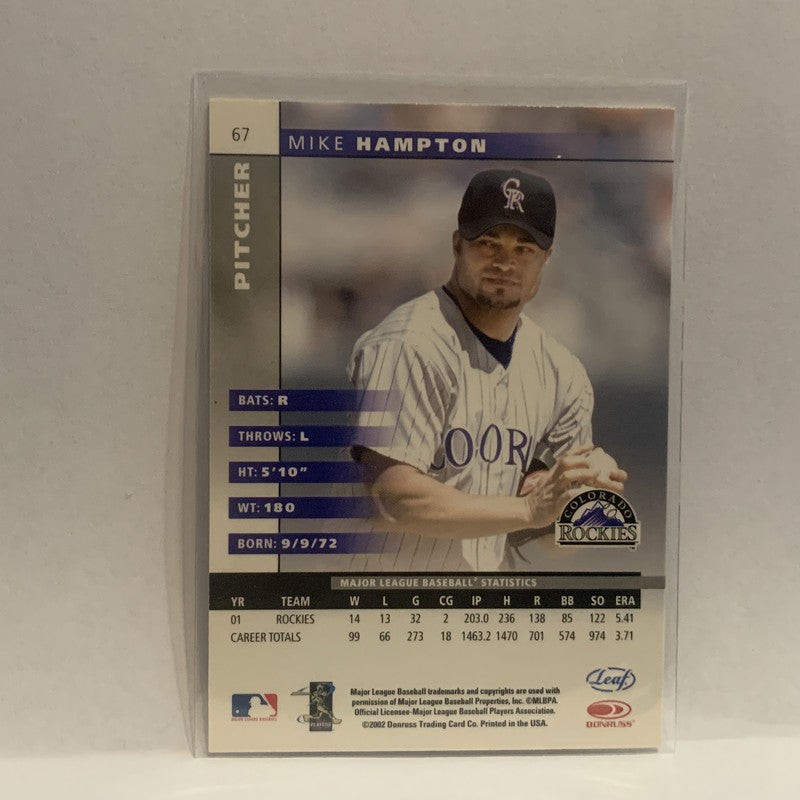 67
MIKE HAMPTON
PITCHER
CR
BATS: R
THROWS: L
HT: 5'10"
WT: 180
BORN: 9/9/72
COLORADO
ROCKIES
MAJOR LEAGUE BASEBALL® STATISTICS
YR TEAM W L G CG IP H R BB SO ERA
01 ROCKIES 14 13 32 2 203.0 236 138 85 122 5.41
CAREER TOTALS 99 66 273 18 1463.2 1470 701 574 974 3.71
Leaf
Major League Baseball trademarks and copyrights are used with
permission of Major League Baseball Properties, Inc. ©MLBPA.
Official Licensee-Major League Baseball Players Association.
©2002 Donruss Trading Card Co. Printed in the USA.
MAJOR LEAGUE BASEBALL
PLAYERS
DONRUSS